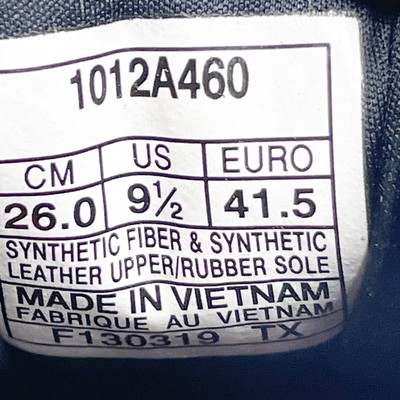 1012A460
CM US EURO
26.0 9½ 41.5
SYNTHETIC FIBER & SYNTHETIC
LEATHER UPPER/RUBBER SOLE
MADE IN VIETNAM
FABRIQUE AU VIETNAM
F130319 TX